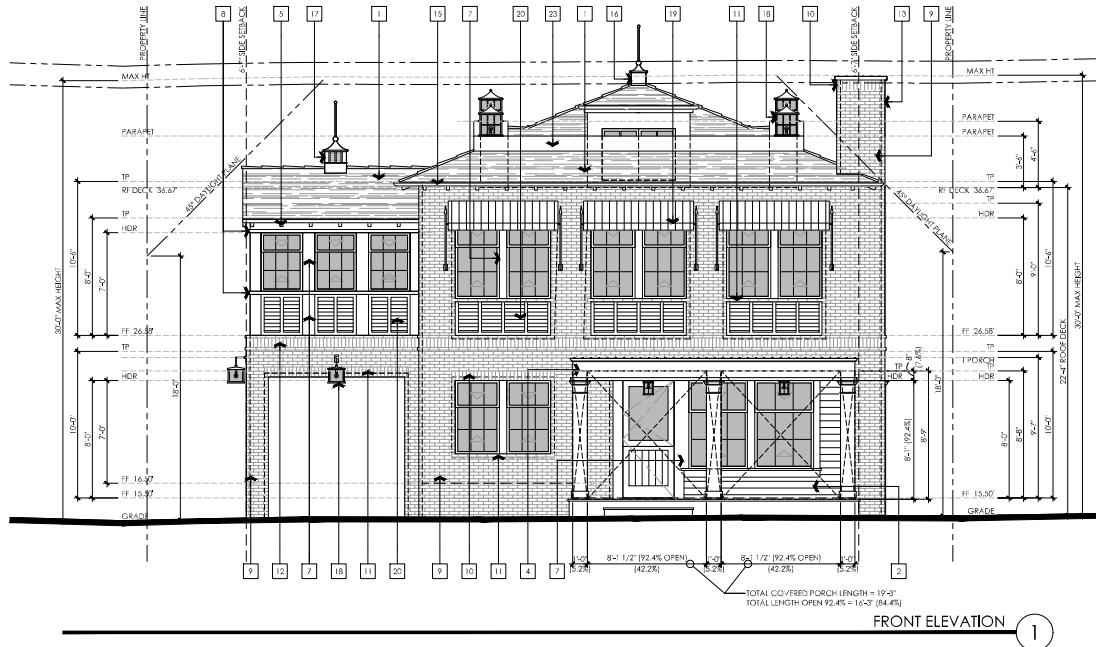 8 5 17 1 15 7 20 23 1 16 19 11 18 10 13 9
PROPERTY LINE
6'-2" SIDE SETBACK
PROPERTY LINE
MAX HT
MAX HT
PARAPET
PARAPET
PARAPET
45° DAYLIGHT PLANE
45° DAYLIGHT PLANE
TP
RF DECK 36.67'
TP
HDR
TP
RF DECK 36.67'
TP
HDR
3'-6"
4'-6"
30'-0" MAX HEIGHT
10'-6"
8'-0"
7'-0"
8'-0"
9'-0"
10'-6"
30'-0" MAX HEIGHT
22'-4" ROOF DECK
FF 26.58'
TP
HDR
FF 26.58'
TP
TP
HDR
18'-0"
10'-0"
8'-0"
7'-0"
8'-1" (92.4%)
8'-9"
18'-0"
8'-0"
8'-8"
9'-7"
10'-0"
FF 16.50'
FF 15.50'
GRADE
FF 15.50'
GRADE
1'-0" 8'-1 1/2" (92.4% OPEN) 1'-0" 8'-1 1/2" (92.4% OPEN) 1'-0"
(5.2%) (42.2%) (5.2%) (42.2%) (5.2%)
9 12 7 18 11 20 9 10 11 4 7 2
TOTAL COVERED PORCH LENGTH = 19'-3"
TOTAL LENGTH OPEN 92.4% = 16'-3" (84.4%)
FRONT ELEVATION 1